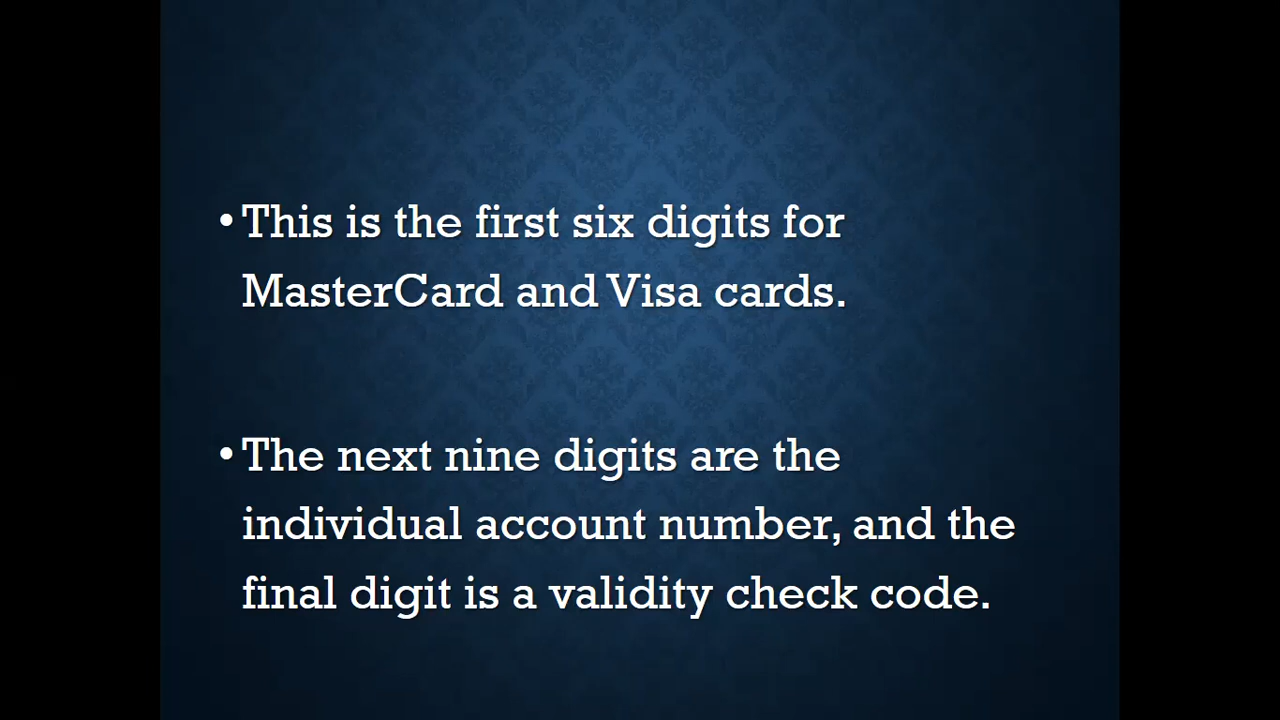 • This is the first six digits for
MasterCard and Visa cards.
• The next nine digits are the
individual account number, and the
final digit is a validity check code.